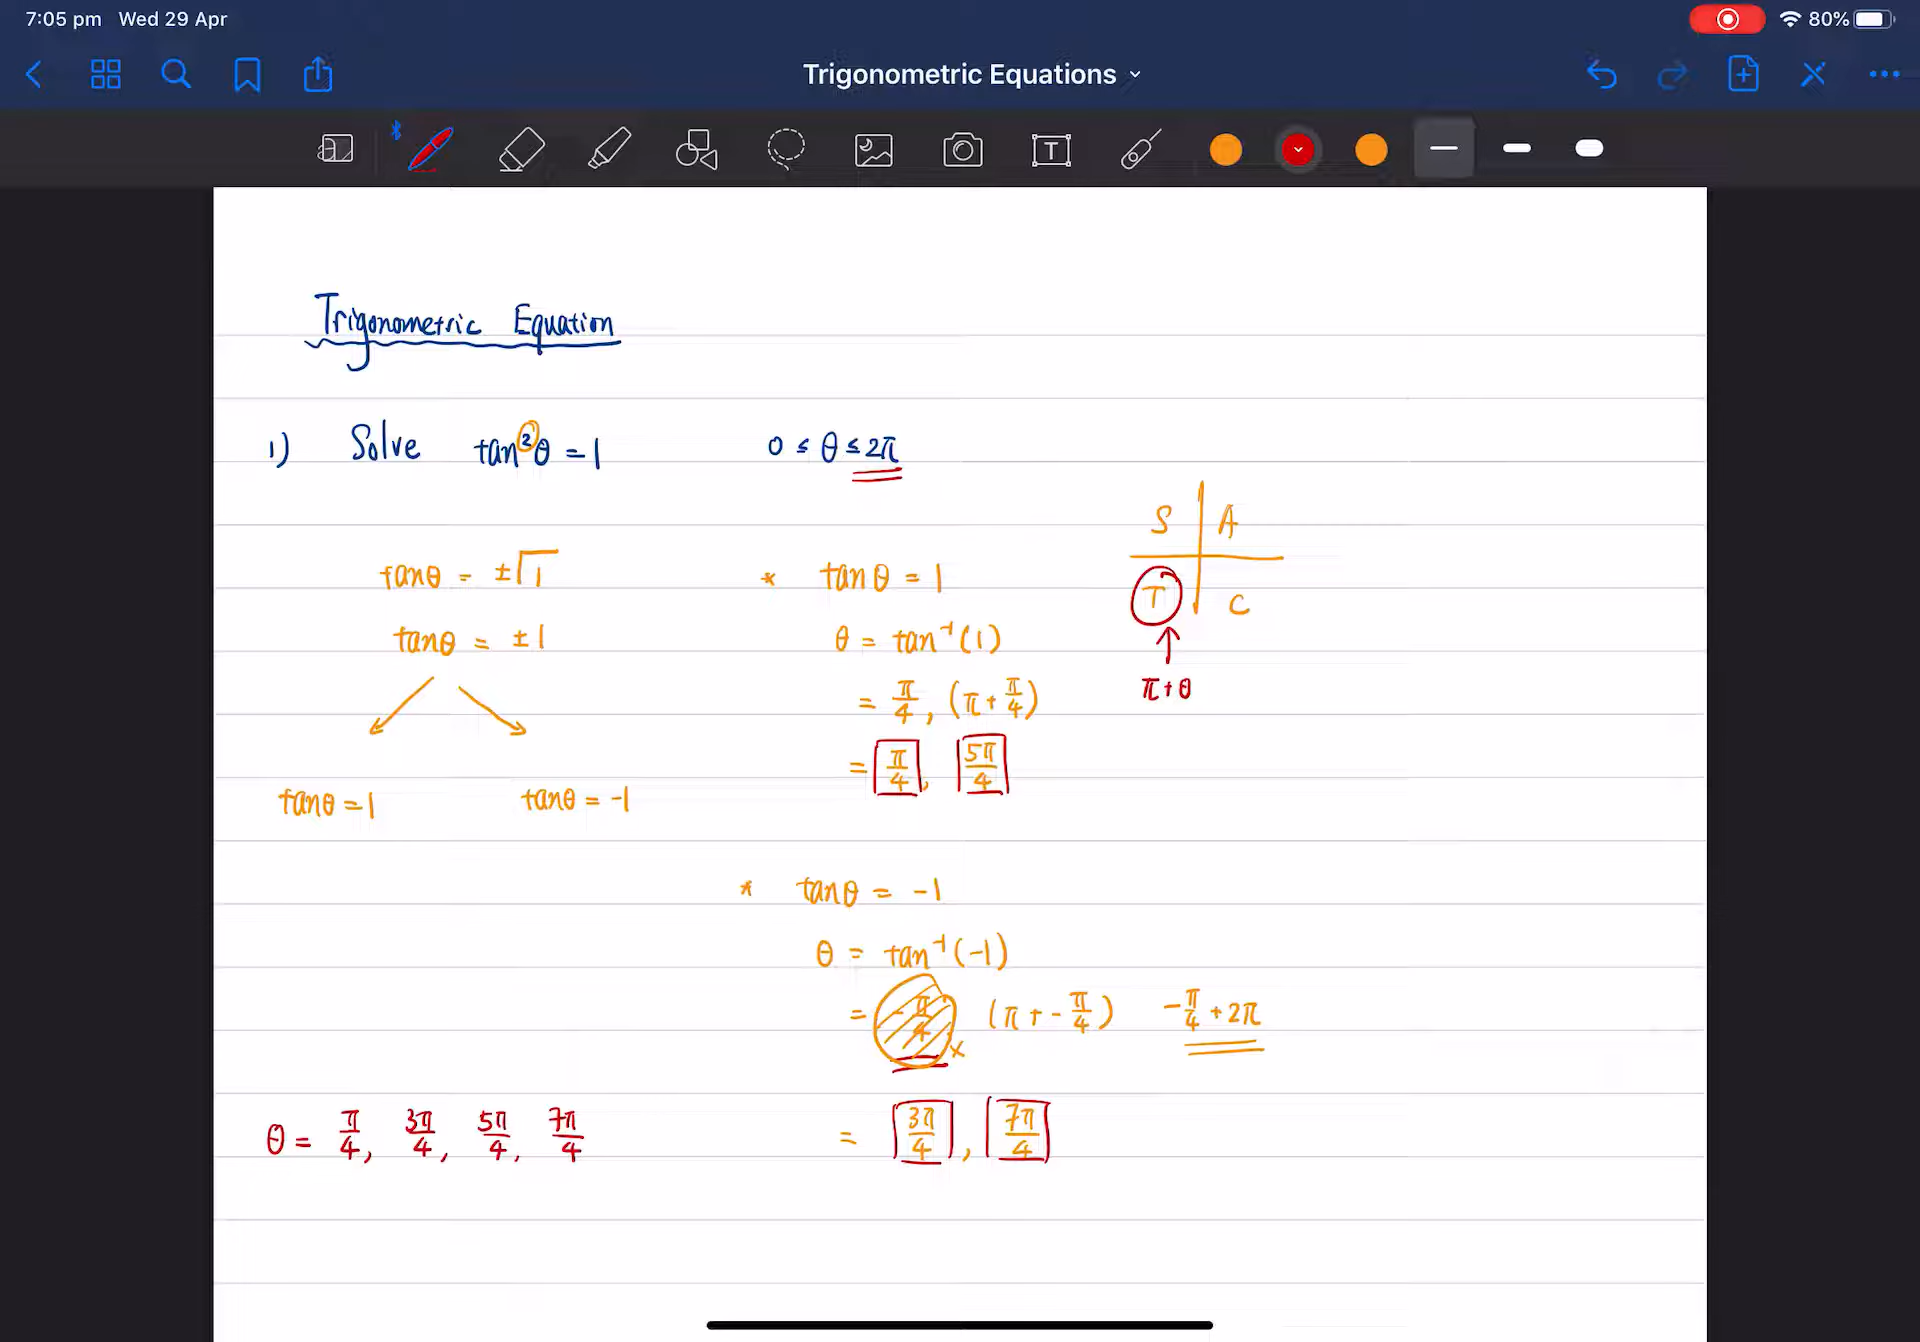 7:05 pm Wed 29 Apr
80%
Trigonometric Equations
a
T
Trigonometric Equation
1) Solve tan²θ = 1 0 ≤ θ ≤ 2π
S A
T C
π + θ
tanθ = ±√1
tanθ = ±1
tanθ = 1 tanθ = -1
* tanθ = 1
θ = tan⁻¹(1)
= π/4, (π + π/4)
= π/4, 5π/4
* tanθ = -1
θ = tan⁻¹(-1)
= -π/4 x (π + -π/4) -π/4 + 2π
= 3π/4, 7π/4
θ = π/4, 3π/4, 5π/4, 7π/4